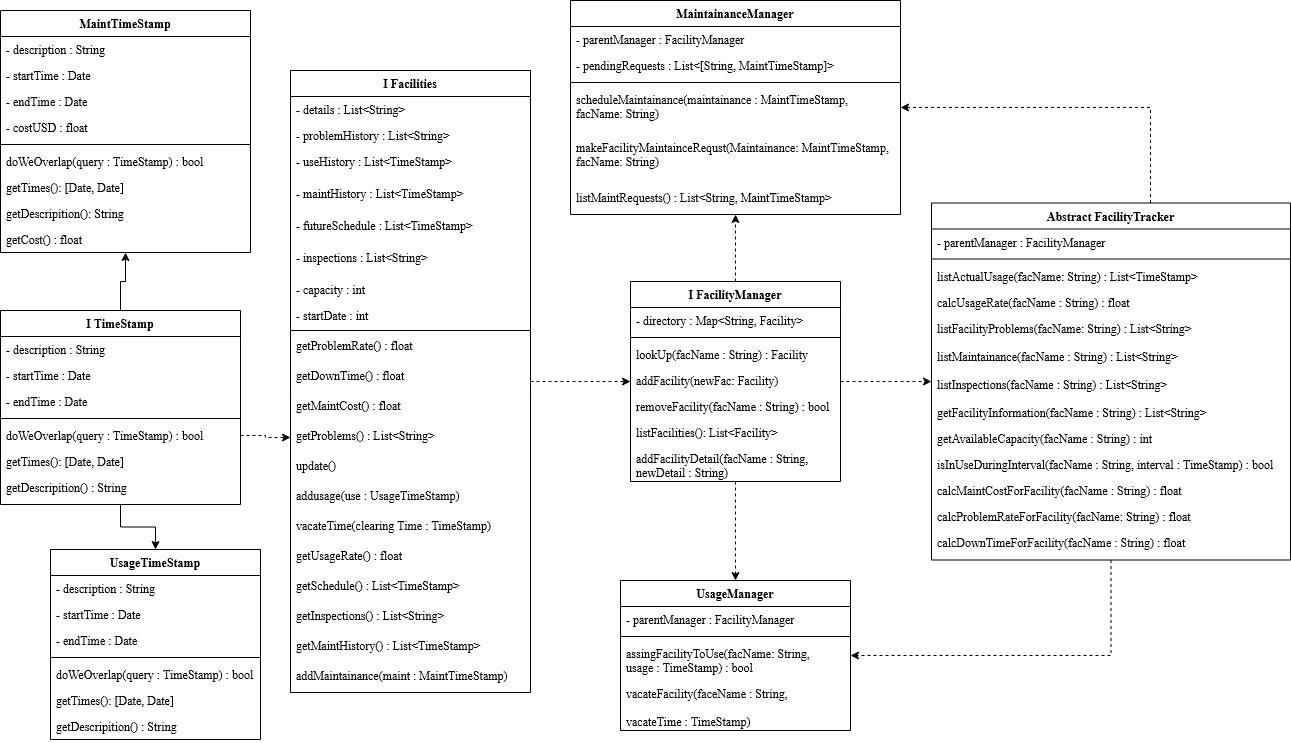 MaintTimeStamp
- description : String
- startTime : Date
- endTime : Date
- costUSD : float
doWeOverlap(query : TimeStamp) : bool
getTimes(): [Date, Date]
getDescripition(): String
getCost() : float
I TimeStamp
- description : String
- startTime : Date
- endTime : Date
doWeOverlap(query : TimeStamp) : bool
getTimes(): [Date, Date]
getDescripition() : String
UsageTimeStamp
- description : String
- startTime : Date
- endTime : Date
doWeOverlap(query : TimeStamp) : bool
getTimes(): [Date, Date]
getDescripition() : String
I Facilities
- details : List<String>
- problemHistory : List<String>
- useHistory : List<TimeStamp>
- maintHistory : List<TimeStamp>
- futureSchedule : List<TimeStamp>
- inspections : List<String>
- capacity : int
- startDate : int
getProblemRate() : float
getDownTime() : float
getMaintCost() : float
getProblems() : List<String>
update()
addusage(use : UsageTimeStamp)
vacateTime(clearing Time : TimeStamp)
getUsageRate() : float
getSchedule() : List<TimeStamp>
getInspections() : List<String>
getMaintHistory() : List<TimeStamp>
addMaintainance(maint : MaintTimeStamp)
MaintainanceManager
- parentManager : FacilityManager
- pendingRequests : List<[String, MaintTimeStamp]>
scheduleMaintainance(maintainance : MaintTimeStamp,
facName: String)
makeFacilityMaintainceRequst(Maintainance: MaintTimeStamp,
facName: String)
listMaintRequests() : List<String, MaintTimeStamp>
I FacilityManager
- directory : Map<String, Facility>
lookUp(facName : String) : Facility
addFacility(newFac: Facility)
removeFacility(facName : String) : bool
listFacilities(): List<Facility>
addFacilityDetail(facName : String,
newDetail : String)
UsageManager
- parentManager : FacilityManager
assingFacilityToUse(facName: String,
usage : TimeStamp) : bool
vacateFacility(faceName : String,
vacateTime : TimeStamp)
Abstract FacilityTracker
- parentManager : FacilityManager
listActualUsage(facName: String) : List<TimeStamp>
calcUsageRate(facName : String) : float
listFacilityProblems(facName: String) : List<String>
listMaintainance(facName : String) : List<String>
listInspections(facName : String) : List<String>
getFacilityInformation(facName : String) : List<String>
getAvailableCapacity(facName : String) : int
isInUseDuringInterval(facName : String, interval : TimeStamp) : bool
calcMaintCostForFacility(facName : String) : float
calcProblemRateForFacility(facName: String) : float
calcDownTimeForFacility(facName : String) : float